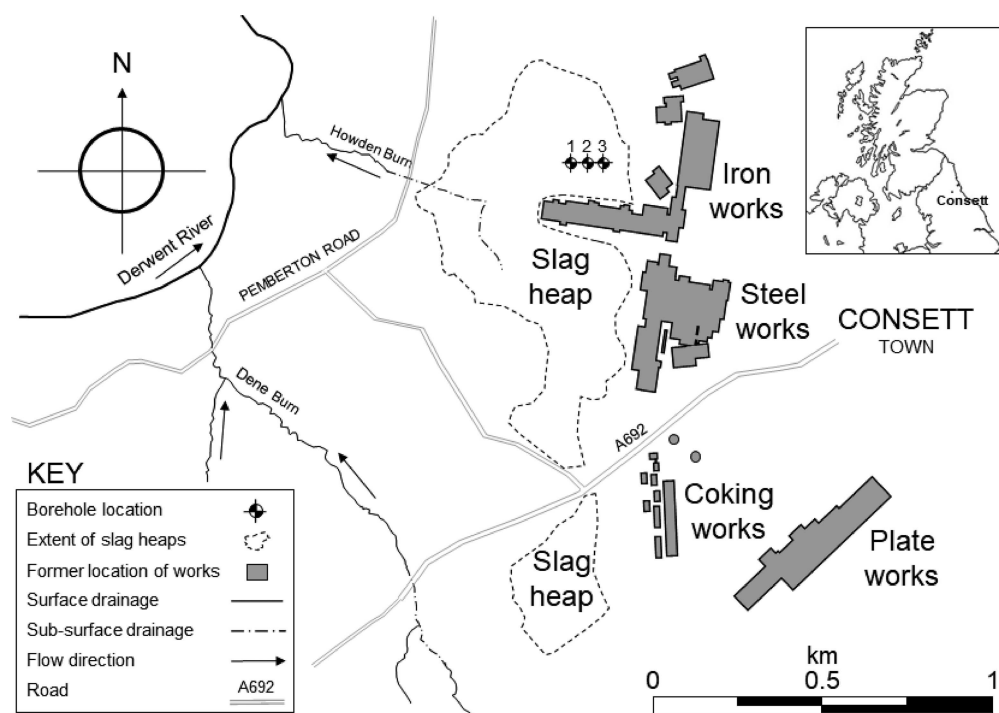 N
Howden Burn
1 2 3
Iron
works
Consett
Derwent River
PEMBERTON ROAD
Slag
heap
Steel
works
CONSETT
TOWN
Dene Burn
A692
Coking
works
Plate
works
Slag
heap
KEY
Borehole location
Extent of slag heaps
Former location of works
Surface drainage
Sub-surface drainage
Flow direction
Road A692
km
0 0.5 1